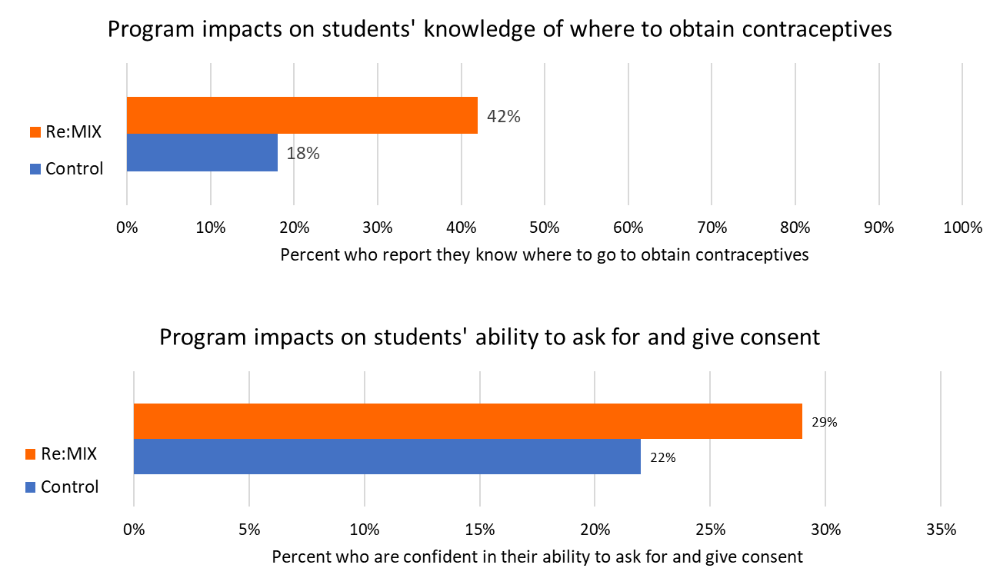 Program impacts on students' knowledge of where to obtain contraceptives
42%
Re:MIX
18%
Control
0% 10% 20% 30% 40% 50% 60% 70% 80% 90% 100%
Percent who report they know where to go to obtain contraceptives
Program impacts on students' ability to ask for and give consent
29%
Re:MIX
22%
Control
0% 5% 10% 15% 20% 25% 30% 35%
Percent who are confident in their ability to ask for and give consent